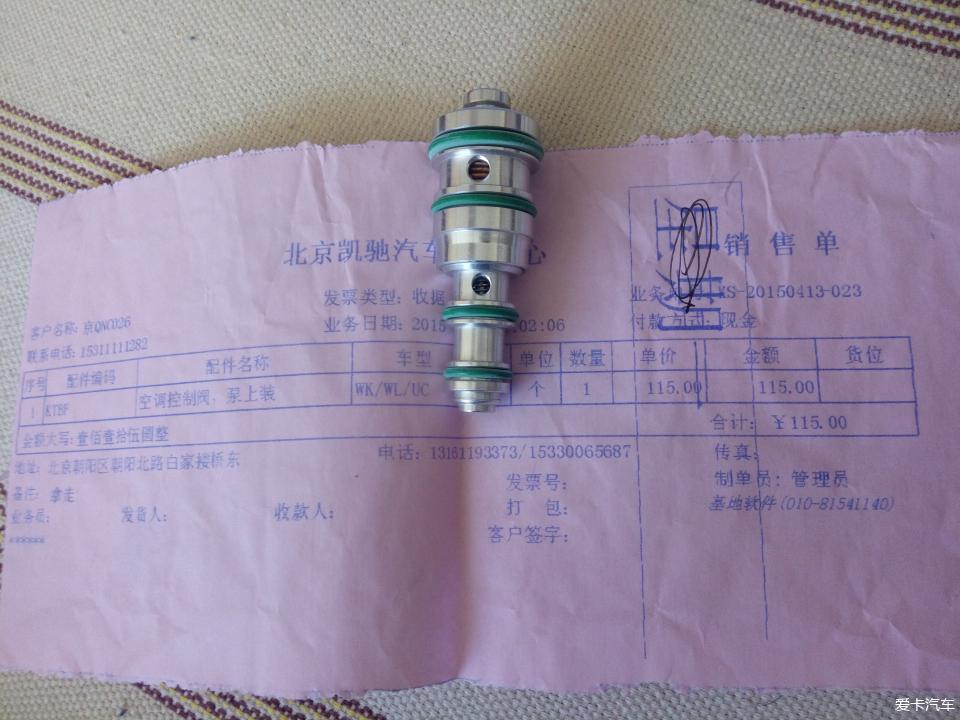 北京凯驰汽车 心 销售单
发票类型: 收据 业务 : XS-20150413-023
客户名称: 京QNC026 业务日期: 2015 02:06 付款方式: 现金
联系电话: 15311111282
序号 配件编码 配件名称 车型 单位 数量 单价 金额 货位
1 KTBF 空调控制阀, 泵上装 WK/WL/UC 个 1 115.00 115.00
金额大写: 壹佰壹拾伍圆整 合计: ￥115.00
地址: 北京朝阳区朝阳北路白家楼桥东 电话: 13161193373/15330065687 传真:
备注: 拿走 发票号: 制单员: 管理员
业务员: 发货人: 收款人: 打 包: 基地软件(010-81541140)
****** 客户签字:
爱卡汽车